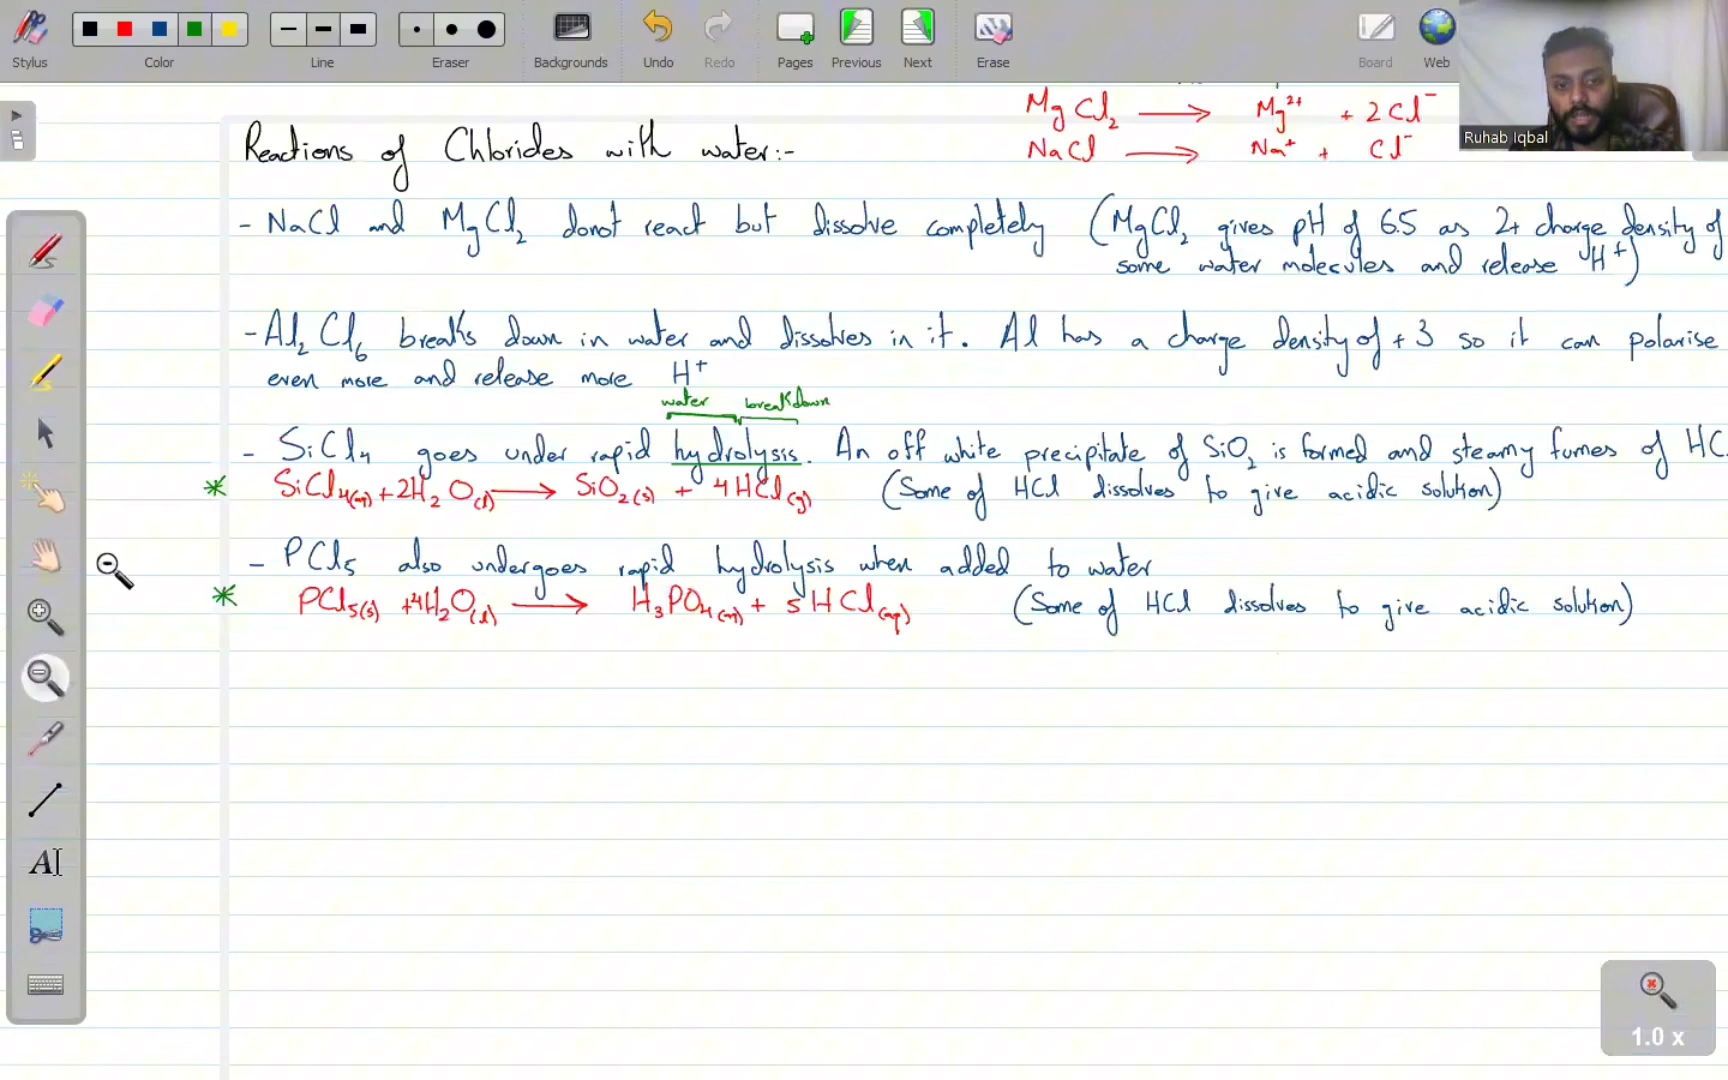 Stylus
Color
Line
Eraser
Backgrounds
Undo
Redo
Pages
Previous
Next
Erase
Board
Web
Ruhab Iqbal
MgCl₂ ⟶ Mg²⁺ + 2Cl⁻
NaCl ⟶ Na⁺ + Cl⁻
Reactions of Chlorides with water:-
- NaCl and MgCl₂ donot react but dissolve completely (MgCl₂ gives pH of 6.5 as 2+ charge density of
some water molecules and release H⁺)
- Al₂Cl₆ breaks down in water and dissolves in it. Al has a charge density of +3 so it can polarise
even more and release more H⁺
water breakdown
- SiCl₄ goes under rapid hydrolysis. An off white precipitate of SiO₂ is formed and steamy fumes of HC
* SiCl₄(aq) + 2H₂O(l) ⟶ SiO₂(s) + 4HCl(g) (Some of HCl dissolves to give acidic solution)
- PCl₅ also undergoes rapid hydrolysis when added to water
* PCl₅(s) + 4H₂O(l) ⟶ H₃PO₄(aq) + 5HCl(aq) (Some of HCl dissolves to give acidic solution)
AI
1.0 x